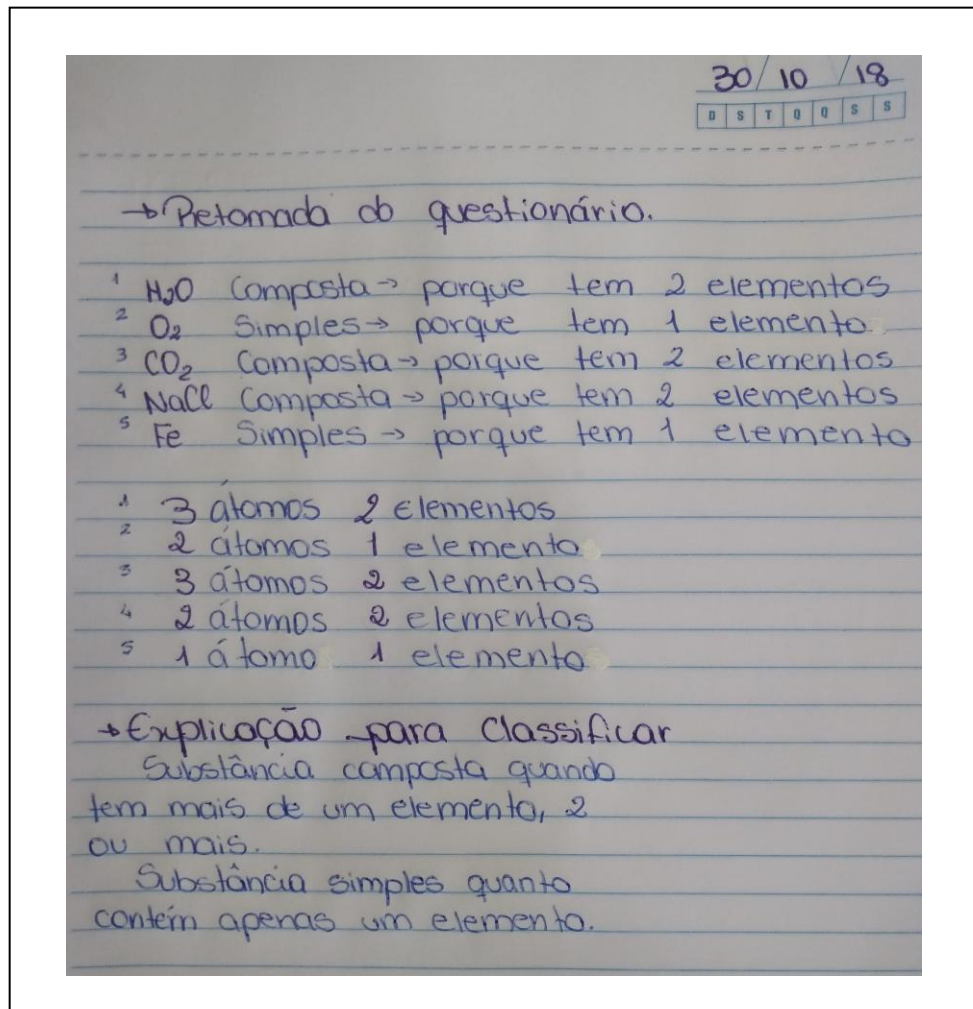 30/10/18
D S T Q Q S S
→ Retomada do questionário.
1 H2O Composta → porque tem 2 elementos
2 O2 Simples → porque tem 1 elemento
3 CO2 Composta → porque tem 2 elementos
4 NaCl Composta → porque tem 2 elementos
5 Fe Simples → porque tem 1 elemento
1 3 átomos 2 elementos
2 2 átomos 1 elemento
3 3 átomos 2 elementos
4 2 átomos 2 elementos
5 1 átomo 1 elemento
→ Explicação para Classificar
Substância composta quando
tem mais de um elemento, 2
ou mais.
Substância simples quanto
contém apenas um elemento.